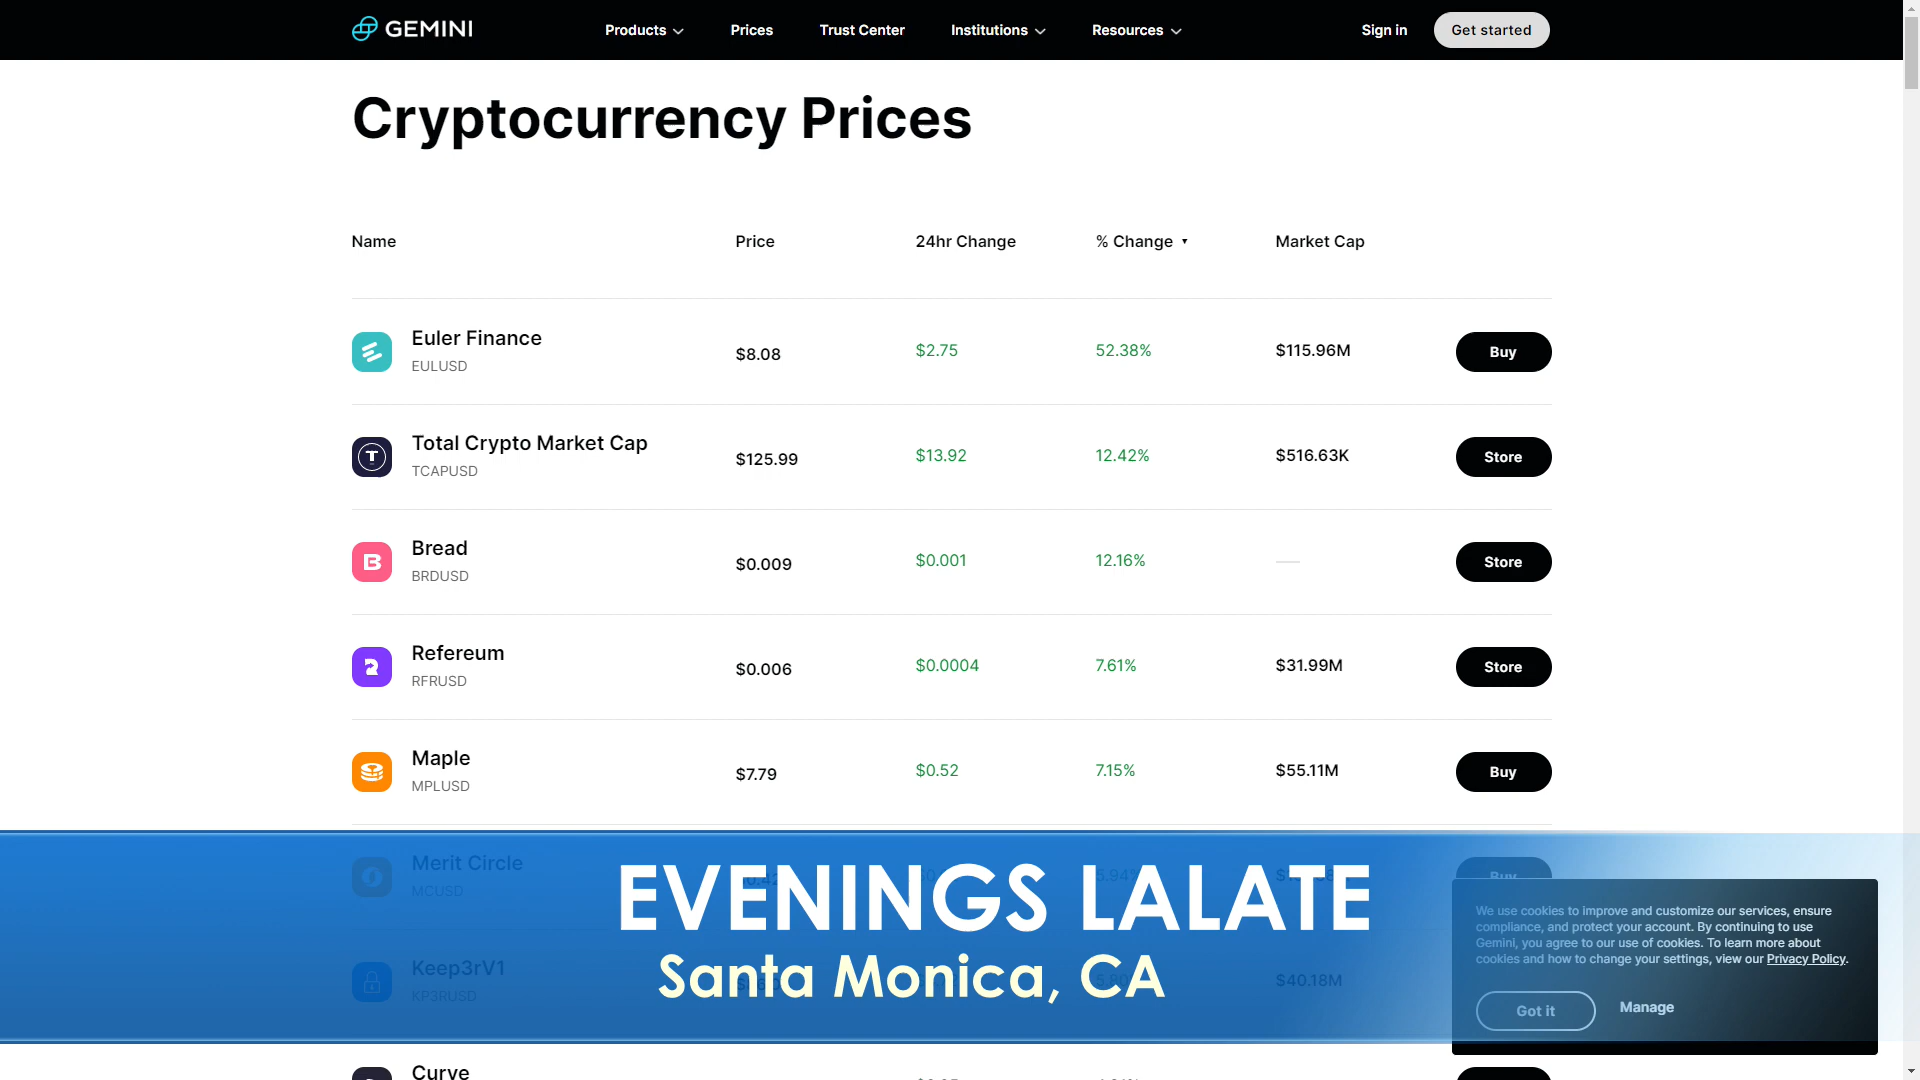 GEMINI
Products Prices Trust Center Institutions Resources Sign in Get started
Cryptocurrency Prices
Name Price 24hr Change % Change Market Cap
Euler Finance
EULUSD
$8.08 $2.75 52.38% $115.96M Buy
Total Crypto Market Cap
TCAPUSD
$125.99 $13.92 12.42% $516.63K Store
Bread
BRDUSD
$0.009 $0.001 12.16% Store
Refereum
RFRUSD
$0.006 $0.0004 7.61% $31.99M Store
Maple
MPLUSD
$7.79 $0.52 7.15% $55.11M Buy
Merit Circle
MCUSD
Buy
EVENINGS LALATE
Keep3rV1
KP3RUSD
$40.18M
Santa Monica, CA
We use cookies to improve and customize our services, ensure
compliance, and protect your account. By continuing to use
Gemini, you agree to our use of cookies. To learn more about
cookies and how to change your settings, view our Privacy Policy.
Got it Manage
Curve